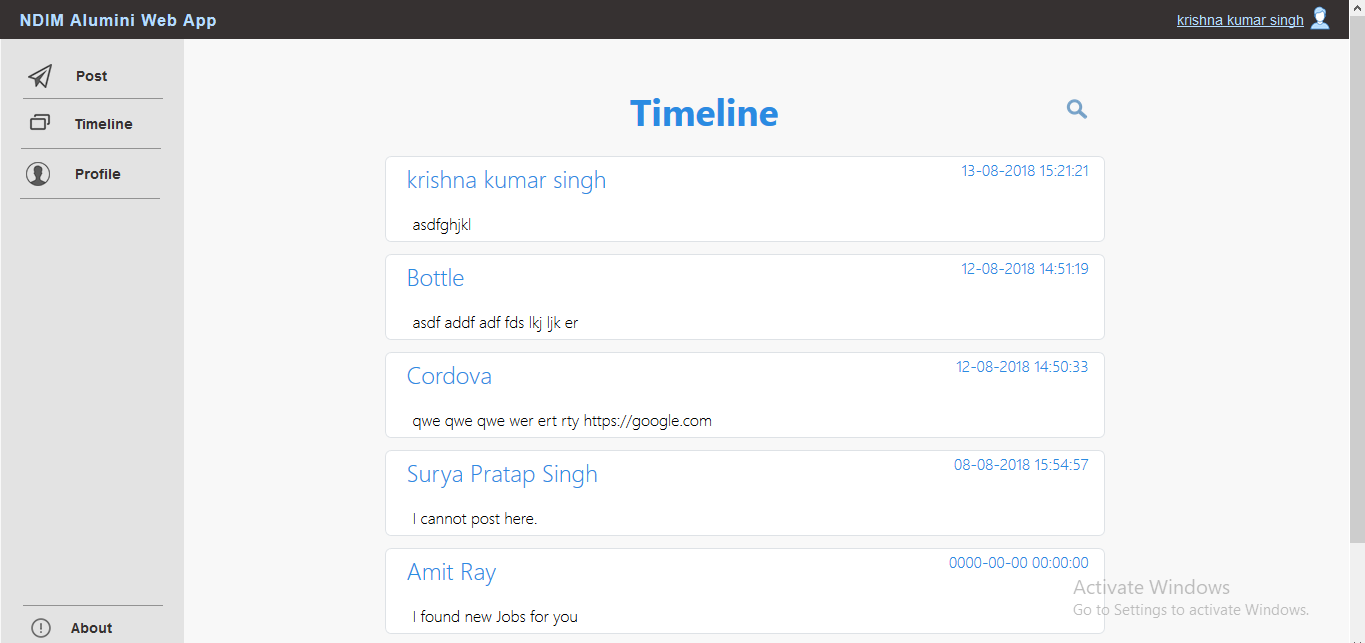 NDIM Alumini Web App
krishna kumar singh
Post
Timeline
Profile
About
Timeline
krishna kumar singh
13-08-2018 15:21:21
asdfghjkl
Bottle
12-08-2018 14:51:19
asdf addf adf fds lkj ljk er
Cordova
12-08-2018 14:50:33
qwe qwe qwe wer ert rty https://google.com
Surya Pratap Singh
08-08-2018 15:54:57
I cannot post here.
Amit Ray
0000-00-00 00:00:00
I found new Jobs for you
Activate Windows
Go to Settings to activate Windows.